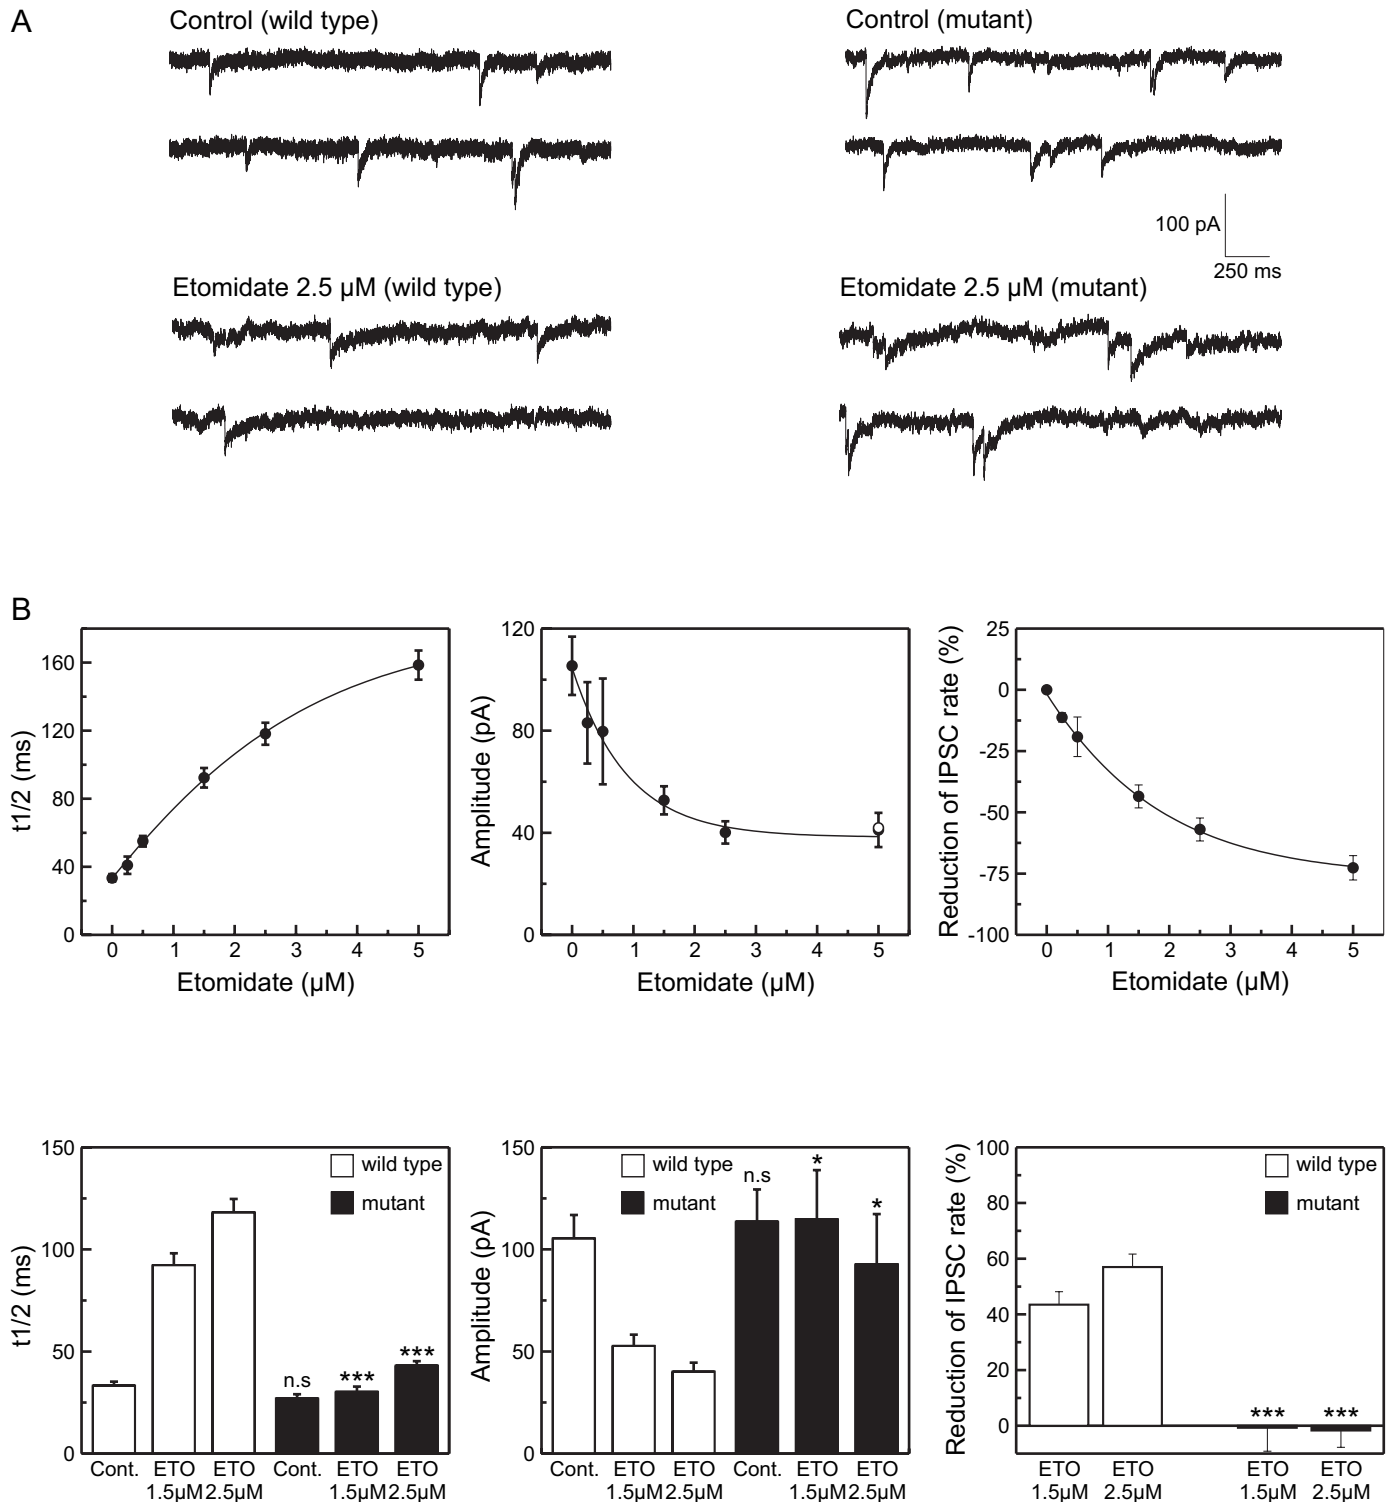 A
Control (wild type)
Control (mutant)
100 pA
250 ms
Etomidate 2.5 µM (wild type)
Etomidate 2.5 µM (mutant)
B
t1/2 (ms)
160
120
80
40
0
0 1 2 3 4 5
Etomidate (µM)
Amplitude (pA)
120
80
40
0
0 1 2 3 4 5
Etomidate (µM)
Reduction of IPSC rate (%)
25
0
-25
-50
-75
-100
0 1 2 3 4 5
Etomidate (µM)
t1/2 (ms)
150
100
50
0
wild type
mutant
n.s
***
***
Cont. ETO ETO Cont. ETO ETO
1.5µM 2.5µM 1.5µM 2.5µM
Amplitude (pA)
150
100
50
0
wild type
mutant
n.s
*
*
Cont. ETO ETO Cont. ETO ETO
1.5µM 2.5µM 1.5µM 2.5µM
Reduction of IPSC rate (%)
100
80
60
40
20
0
wild type
mutant
***
***
ETO ETO ETO ETO
1.5µM 2.5µM 1.5µM 2.5µM